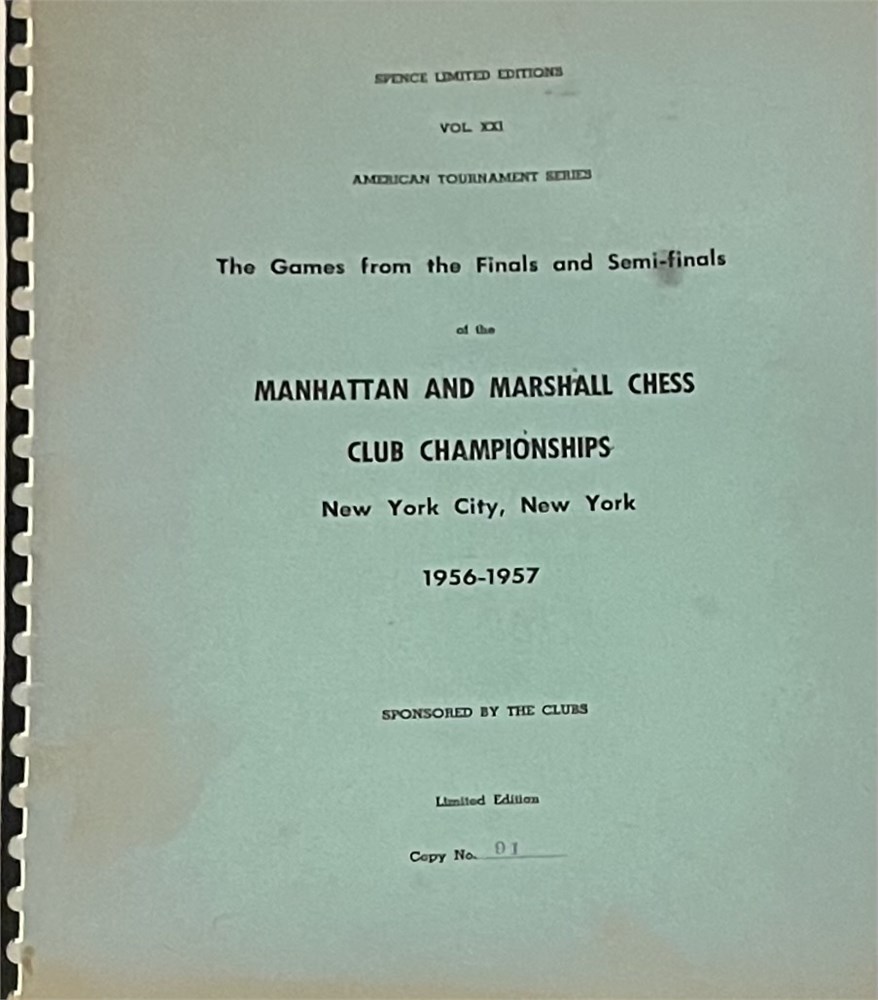 SPENCE LIMITED EDITIONS
VOL. XXI
AMERICAN TOURNAMENT SERIES
The Games from the Finals and Semi-finals
of the
MANHATTAN AND MARSHALL CHESS
CLUB CHAMPIONSHIPS
New York City, New York
1956-1957
SPONSORED BY THE CLUBS
Limited Edition
Copy No. 91